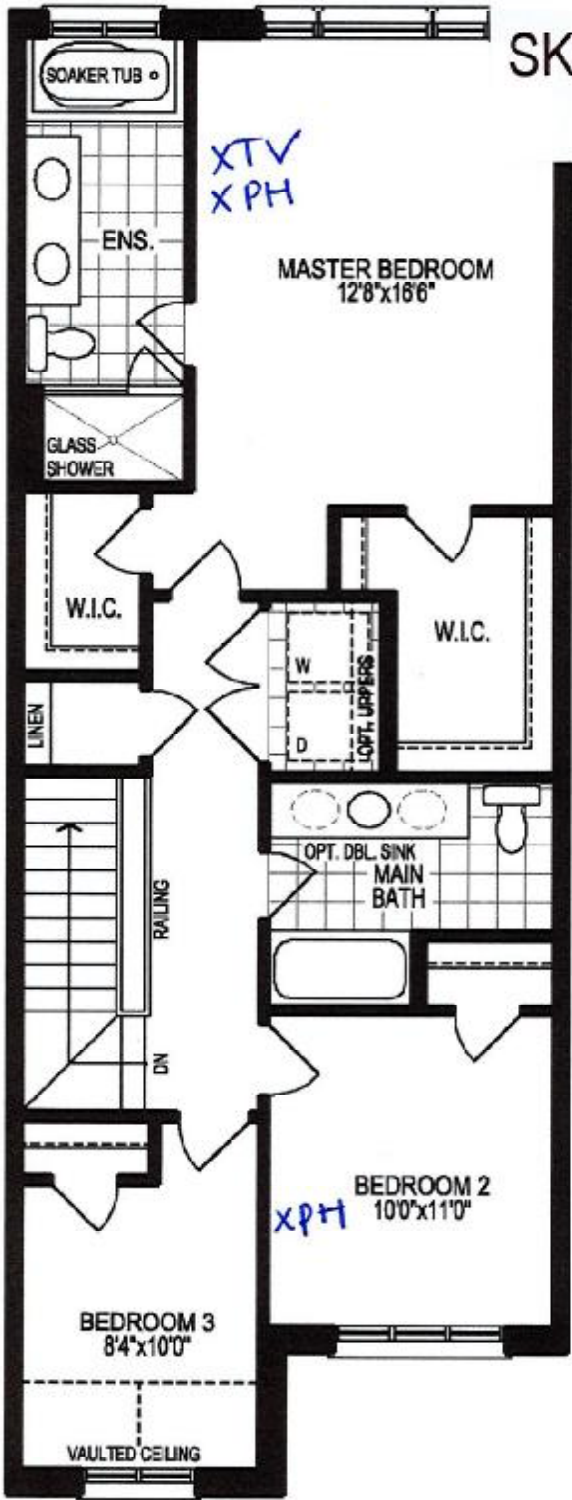 SK
SOAKER TUB
XTV
XPH
ENS.
MASTER BEDROOM
12'8"x16'6"
GLASS
SHOWER
W.I.C.
W.I.C.
W
OPT. UPPERS
LINEN
D
OPT. DBL. SINK
MAIN
BATH
RAILING
DN
BEDROOM 2
10'0"x11'0"
XPH
BEDROOM 3
8'4"x10'0"
VAULTED CEILING